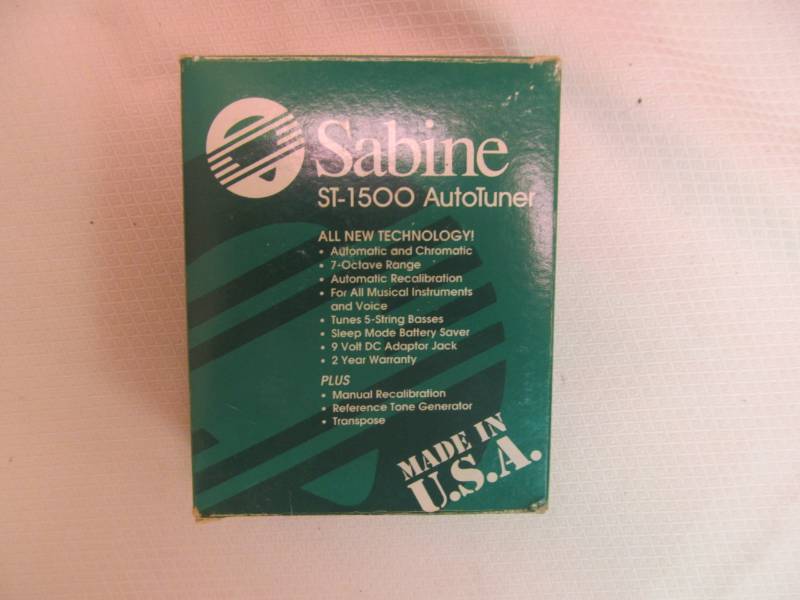 Sabine
ST-1500 AutoTuner
ALL NEW TECHNOLOGY!
• Automatic and Chromatic
• 7-Octave Range
• Automatic Recalibration
• For All Musical Instruments
and Voice
• Tunes 5-String Basses
• Sleep Mode Battery Saver
• 9 Volt DC Adaptor Jack
• 2 Year Warranty
PLUS
• Manual Recalibration
• Reference Tone Generator
• Transpose
MADE IN
U.S.A.